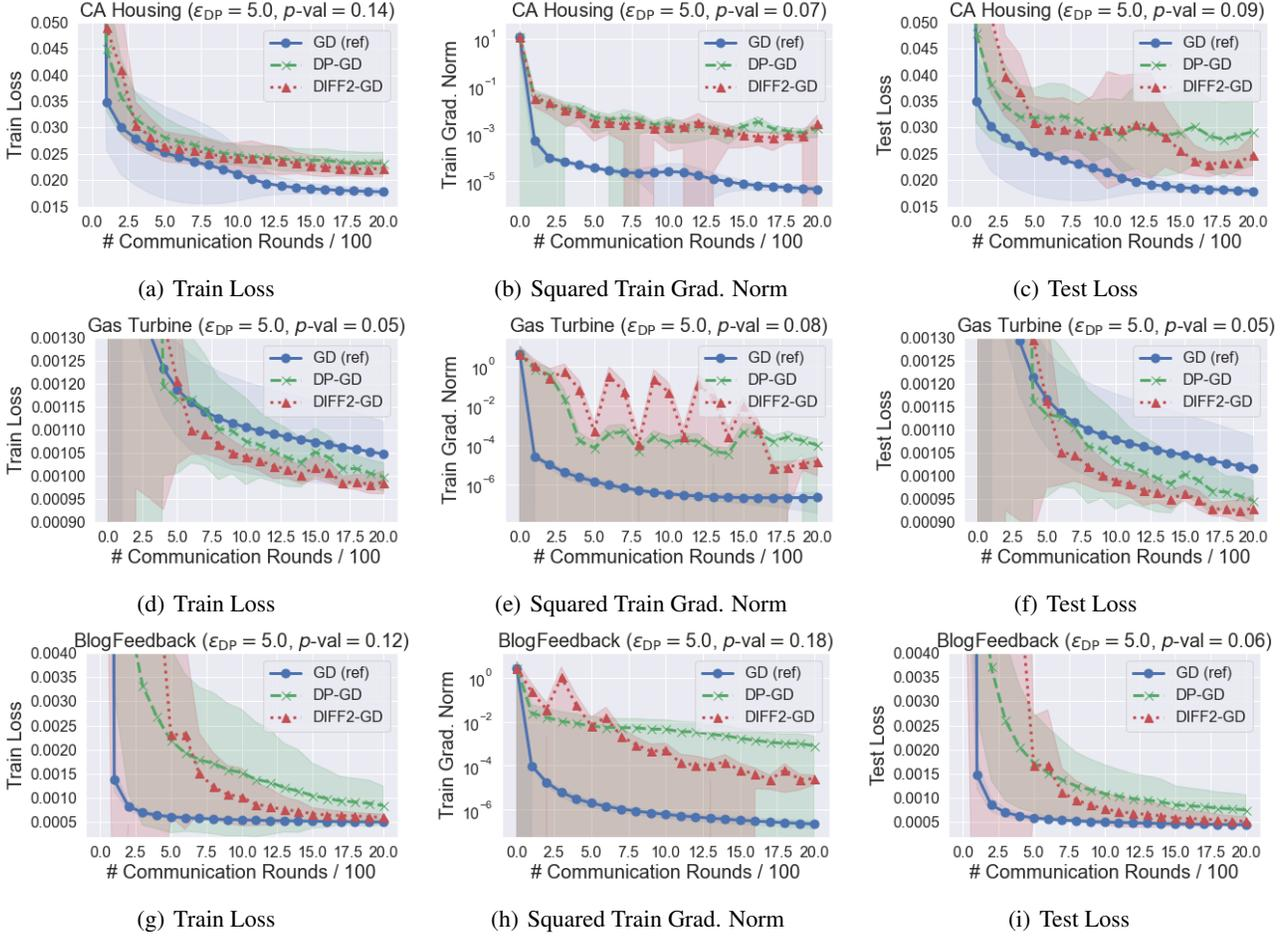 CA Housing (εDP = 5.0, p-val = 0.14)
Train Loss
0.050
0.045
0.040
0.035
0.030
0.025
0.020
0.015
GD (ref)
DP-GD
DIFF2-GD
0.0 2.5 5.0 7.5 10.0 12.5 15.0 17.5 20.0
# Communication Rounds / 100
(a) Train Loss
CA Housing (εDP = 5.0, p-val = 0.07)
Train Grad. Norm
10^1
10^-1
10^-3
10^-5
GD (ref)
DP-GD
DIFF2-GD
0.0 2.5 5.0 7.5 10.0 12.5 15.0 17.5 20.0
# Communication Rounds / 100
(b) Squared Train Grad. Norm
CA Housing (εDP = 5.0, p-val = 0.09)
Test Loss
0.050
0.045
0.040
0.035
0.030
0.025
0.020
0.015
GD (ref)
DP-GD
DIFF2-GD
0.0 2.5 5.0 7.5 10.0 12.5 15.0 17.5 20.0
# Communication Rounds / 100
(c) Test Loss
Gas Turbine (εDP = 5.0, p-val = 0.05)
Train Loss
0.00130
0.00125
0.00120
0.00115
0.00110
0.00105
0.00100
0.00095
0.00090
GD (ref)
DP-GD
DIFF2-GD
0.0 2.5 5.0 7.5 10.0 12.5 15.0 17.5 20.0
# Communication Rounds / 100
(d) Train Loss
Gas Turbine (εDP = 5.0, p-val = 0.08)
Train Grad. Norm
10^0
10^-2
10^-4
10^-6
GD (ref)
DP-GD
DIFF2-GD
0.0 2.5 5.0 7.5 10.0 12.5 15.0 17.5 20.0
# Communication Rounds / 100
(e) Squared Train Grad. Norm
Gas Turbine (εDP = 5.0, p-val = 0.05)
Test Loss
0.00130
0.00125
0.00120
0.00115
0.00110
0.00105
0.00100
0.00095
0.00090
GD (ref)
DP-GD
DIFF2-GD
0.0 2.5 5.0 7.5 10.0 12.5 15.0 17.5 20.0
# Communication Rounds / 100
(f) Test Loss
BlogFeedback (εDP = 5.0, p-val = 0.12)
Train Loss
0.0040
0.0035
0.0030
0.0025
0.0020
0.0015
0.0010
0.0005
GD (ref)
DP-GD
DIFF2-GD
0.0 2.5 5.0 7.5 10.0 12.5 15.0 17.5 20.0
# Communication Rounds / 100
(g) Train Loss
BlogFeedback (εDP = 5.0, p-val = 0.18)
Train Grad. Norm
10^0
10^-2
10^-4
10^-6
GD (ref)
DP-GD
DIFF2-GD
0.0 2.5 5.0 7.5 10.0 12.5 15.0 17.5 20.0
# Communication Rounds / 100
(h) Squared Train Grad. Norm
BlogFeedback (εDP = 5.0, p-val = 0.06)
Test Loss
0.0040
0.0035
0.0030
0.0025
0.0020
0.0015
0.0010
0.0005
GD (ref)
DP-GD
DIFF2-GD
0.0 2.5 5.0 7.5 10.0 12.5 15.0 17.5 20.0
# Communication Rounds / 100
(i) Test Loss